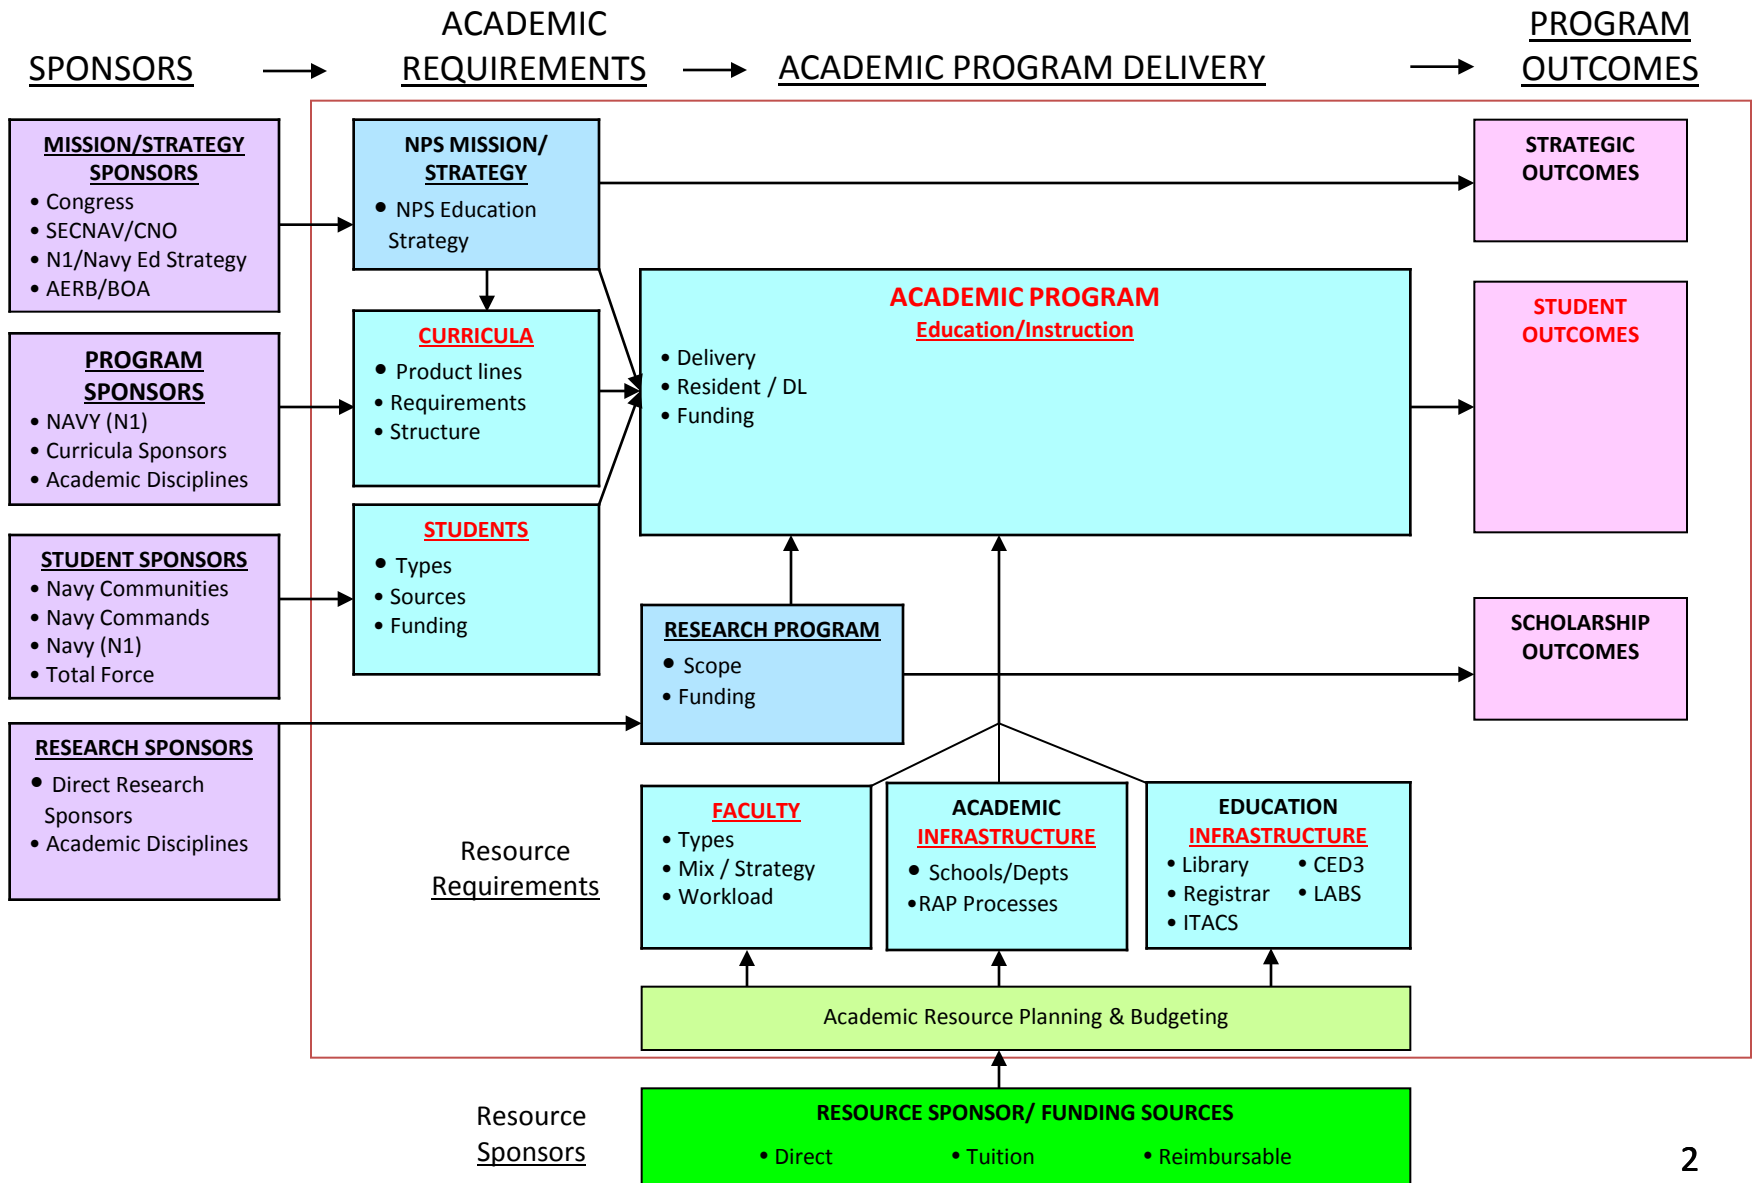 SPONSORS
ACADEMIC
REQUIREMENTS
ACADEMIC PROGRAM DELIVERY
PROGRAM
OUTCOMES
MISSION/STRATEGY
SPONSORS
• Congress
• SECNAV/CNO
• N1/Navy Ed Strategy
• AERB/BOA
PROGRAM
SPONSORS
• NAVY (N1)
• Curricula Sponsors
• Academic Disciplines
STUDENT SPONSORS
• Navy Communities
• Navy Commands
• Navy (N1)
• Total Force
RESEARCH SPONSORS
• Direct Research
Sponsors
• Academic Disciplines
NPS MISSION/
STRATEGY
• NPS Education
Strategy
CURRICULA
• Product lines
• Requirements
• Structure
STUDENTS
• Types
• Sources
• Funding
ACADEMIC PROGRAM
Education/Instruction
• Delivery
• Resident / DL
• Funding
RESEARCH PROGRAM
• Scope
• Funding
STRATEGIC
OUTCOMES
STUDENT
OUTCOMES
SCHOLARSHIP
OUTCOMES
Resource
Requirements
FACULTY
• Types
• Mix / Strategy
• Workload
ACADEMIC
INFRASTRUCTURE
• Schools/Depts
•RAP Processes
EDUCATION
INFRASTRUCTURE
• Library • CED3
• Registrar • LABS
• ITACS
Academic Resource Planning & Budgeting
Resource
Sponsors
RESOURCE SPONSOR/ FUNDING SOURCES
• Direct • Tuition • Reimbursable
2